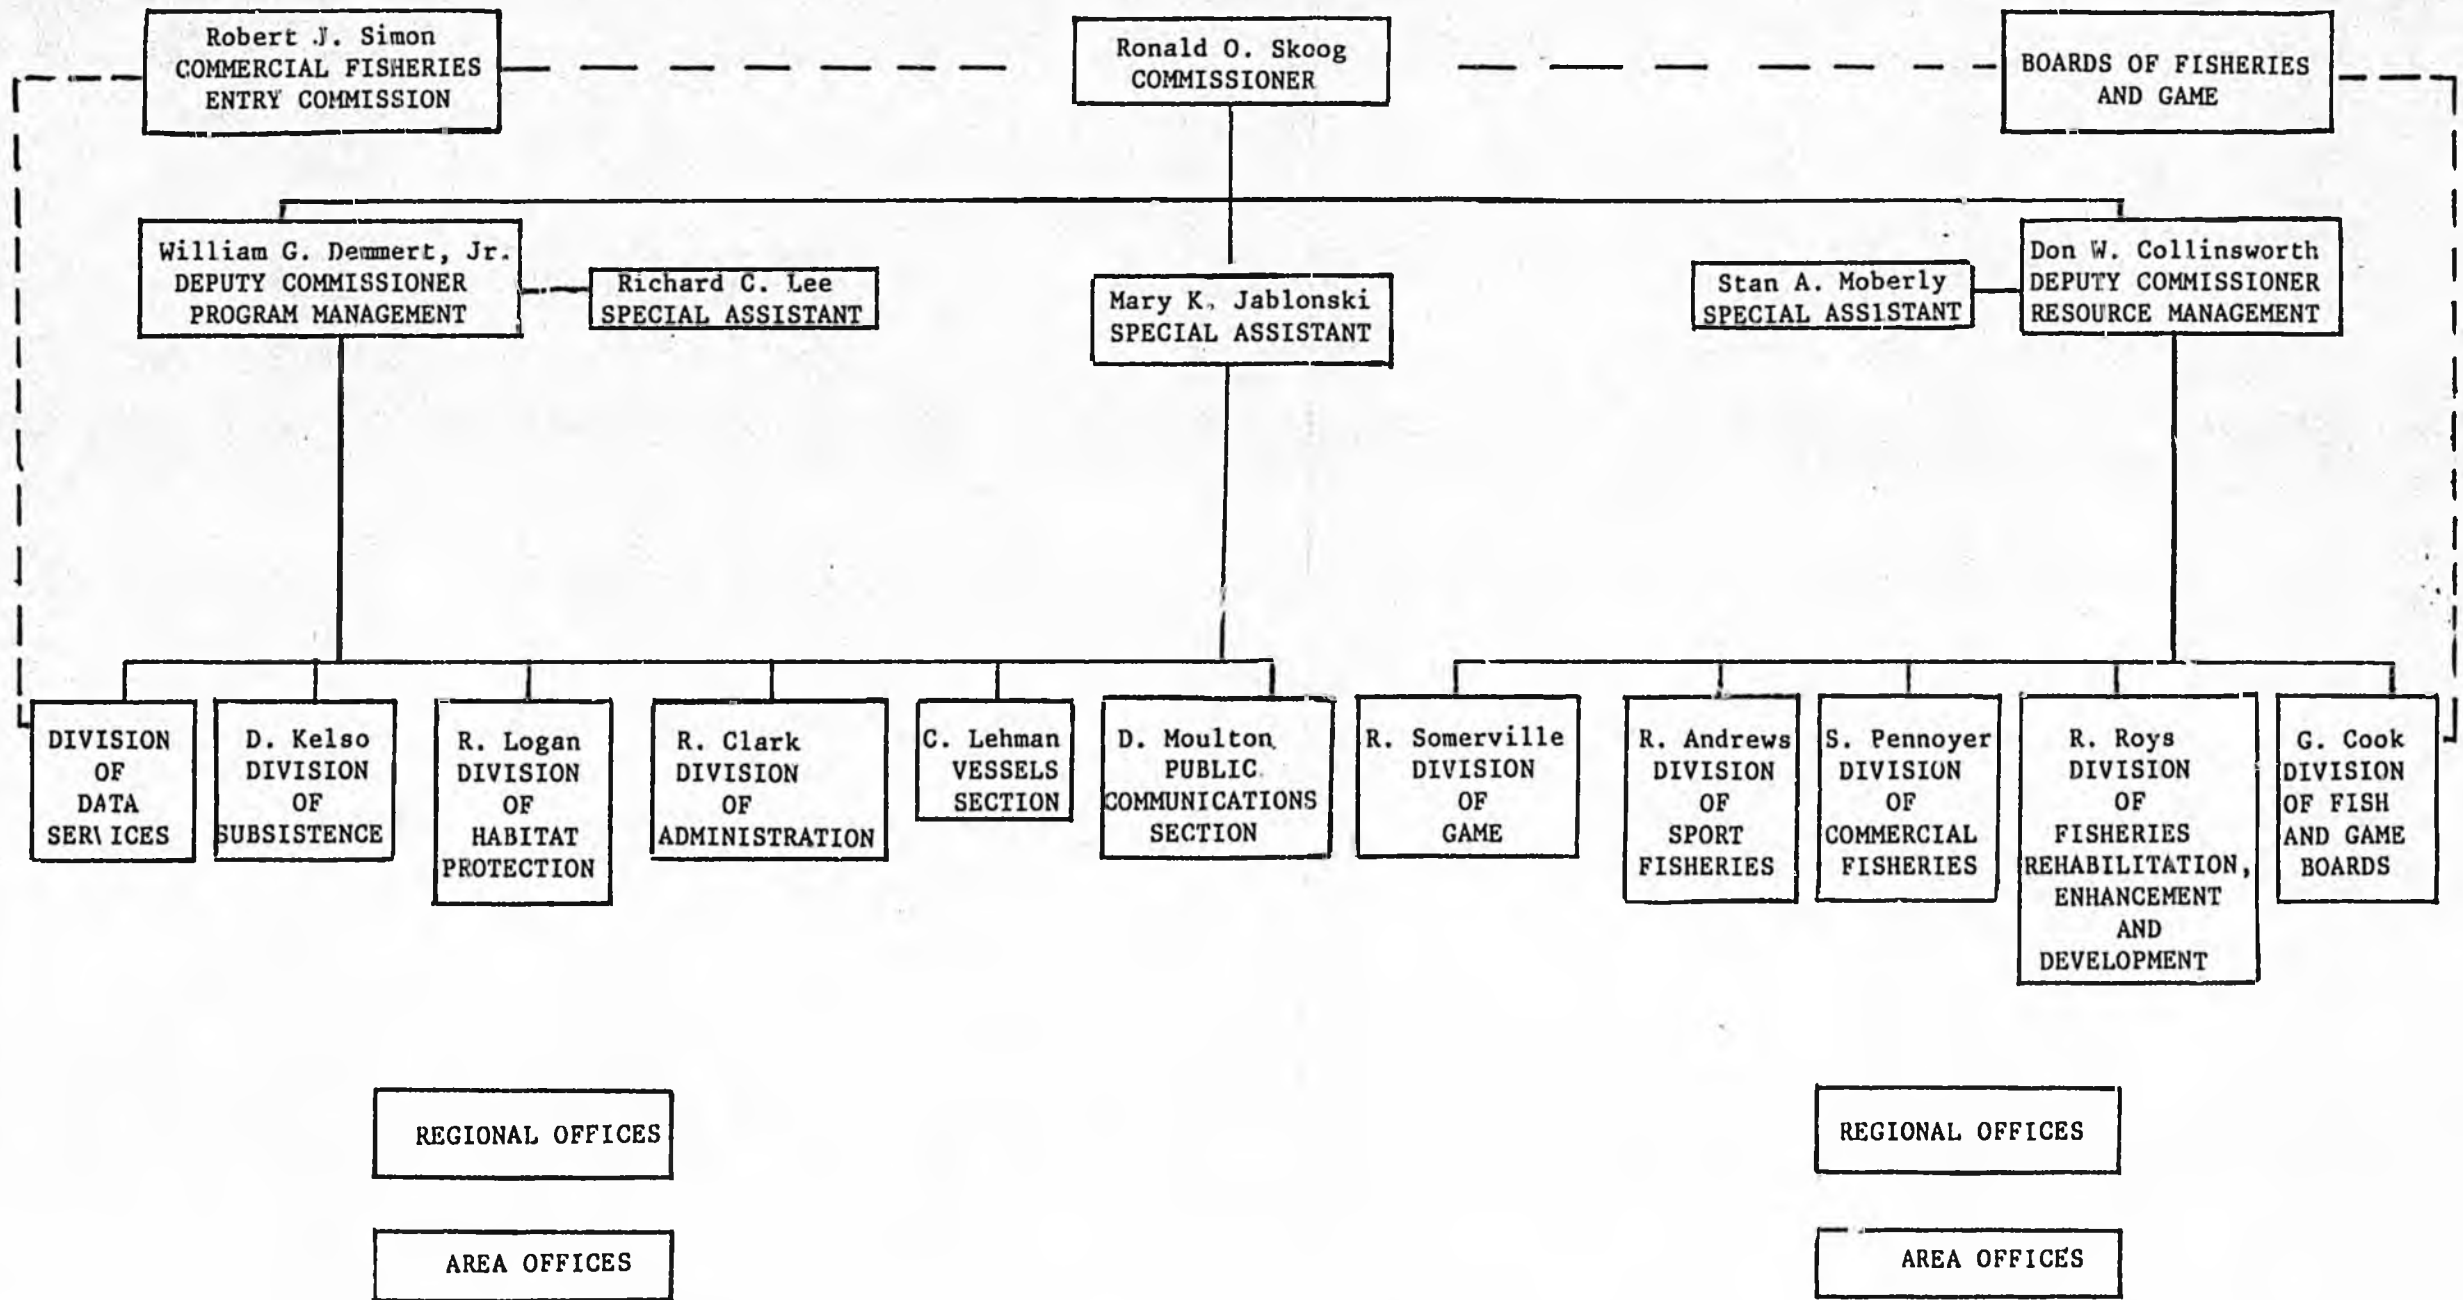 Robert J. Simon
COMMERCIAL FISHERIES
ENTRY COMMISSION
Ronald O. Skoog
COMMISSIONER
BOARDS OF FISHERIES
AND GAME
William G. Demmert, Jr.
DEPUTY COMMISSIONER
PROGRAM MANAGEMENT
Richard C. Lee
SPECIAL ASSISTANT
Mary K. Jablonski
SPECIAL ASSISTANT
Stan A. Moberly
SPECIAL ASSISTANT
Don W. Collinsworth
DEPUTY COMMISSIONER
RESOURCE MANAGEMENT
DIVISION
OF
DATA
SERVICES
D. Kelso
DIVISION
OF
SUBSISTENCE
R. Logan
DIVISION
OF
HABITAT
PROTECTION
R. Clark
DIVISION
OF
ADMINISTRATION
C. Lehman
VESSELS
SECTION
D. Moulton
PUBLIC
COMMUNICATIONS
SECTION
R. Somerville
DIVISION
OF
GAME
R. Andrews
DIVISION
OF
SPORT
FISHERIES
S. Pennoyer
DIVISION
OF
COMMERCIAL
FISHERIES
R. Roys
DIVISION
OF
FISHERIES
REHABILITATION,
ENHANCEMENT
AND
DEVELOPMENT
G. Cook
DIVISION
OF FISH
AND GAME
BOARDS
REGIONAL OFFICES
REGIONAL OFFICES
AREA OFFICES
AREA OFFICES